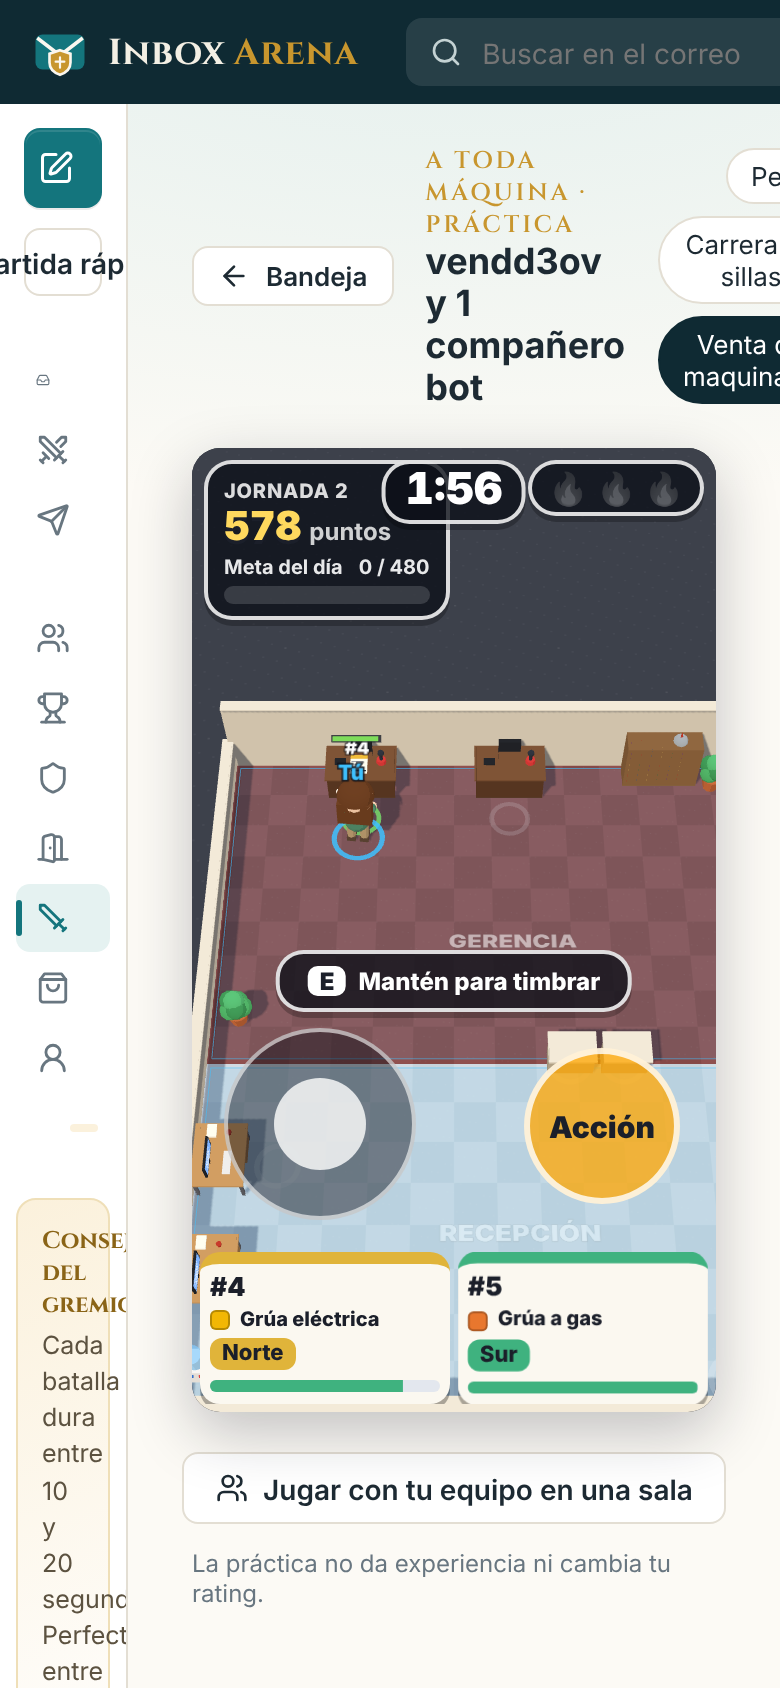 INBOX ARENA
Buscar en el correo
artida ráp
Bandeja
A TODA
MÁQUINA ·
PRÁCTICA
vendd3ov
y 1
compañero
bot
Pe
Carrera
sillas
Venta
maquina
JORNADA 2
578 puntos
Meta del día 0 / 480
1:56
#4
Tú
GERENCIA
E Mantén para timbrar
Acción
RECEPCIÓN
#4
Grúa eléctrica
Norte
#5
Grúa a gas
Sur
CONSEJ
DEL
GREMIO
Cada
batalla
dura
entre
10
y
20
segund
Perfect
entre
Jugar con tu equipo en una sala
La práctica no da experiencia ni cambia tu
rating.